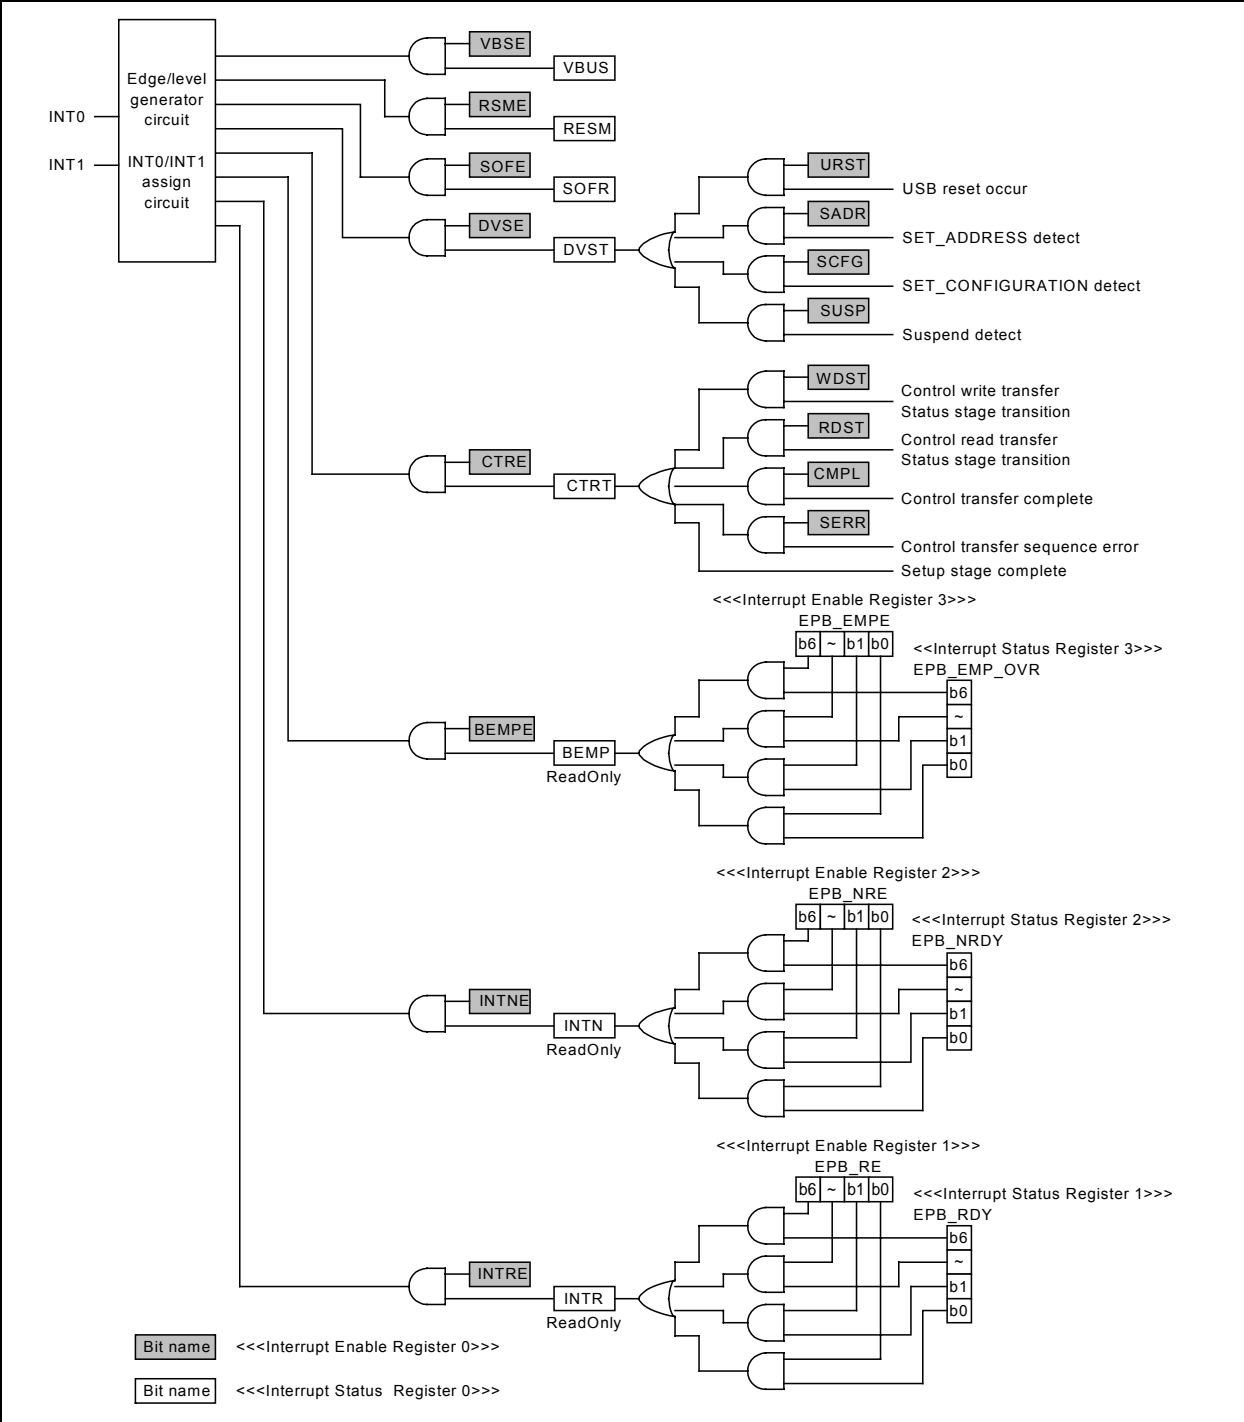 VBSE
VBUS
Edge/level
generator
circuit
INT0
INT1
INT0/INT1
assign
circuit
RSME
RESM
SOFE
SOFR
DVSE
DVST
URST
USB reset occur
SADR
SET_ADDRESS detect
SCFG
SET_CONFIGURATION detect
SUSP
Suspend detect
WDST
Control write transfer
Status stage transition
RDST
Control read transfer
Status stage transition
CTRE
CTRT
CMPL
Control transfer complete
SERR
Control transfer sequence error
Setup stage complete
<<<Interrupt Enable Register 3>>>
EPB_EMPE
b6 ~ b1 b0
<<Interrupt Status Register 3>>>
EPB_EMP_OVR
b6
~
b1
b0
BEMPE
BEMP
ReadOnly
<<<Interrupt Enable Register 2>>>
EPB_NRE
b6 ~ b1 b0
<<<Interrupt Status Register 2>>>
EPB_NRDY
b6
~
b1
b0
INTNE
INTN
ReadOnly
<<<Interrupt Enable Register 1>>>
EPB_RE
b6 ~ b1 b0
<<<Interrupt Status Register 1>>>
EPB_RDY
b6
~
b1
b0
INTRE
INTR
ReadOnly
Bit name <<<Interrupt Enable Register 0>>>
Bit name <<<Interrupt Status Register 0>>>